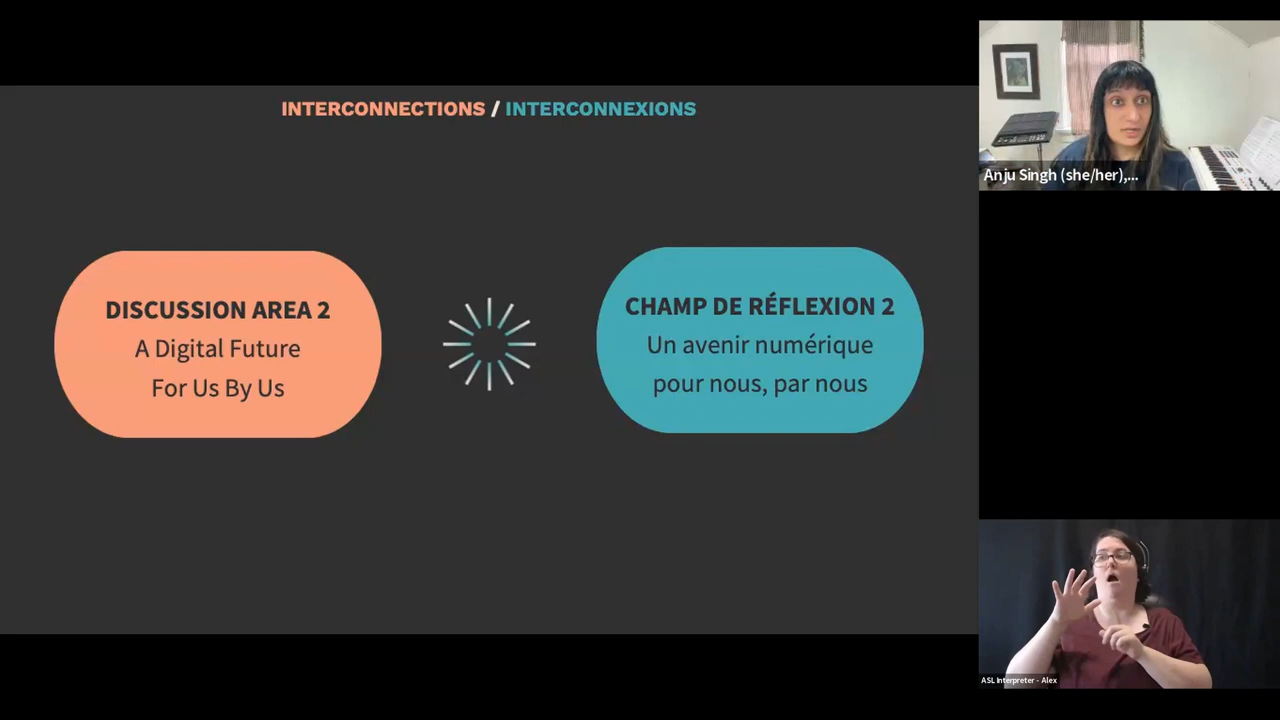 INTERCONNECTIONS / INTERCONNEXIONS
DISCUSSION AREA 2
A Digital Future
For Us By Us
CHAMP DE RÉFLEXION 2
Un avenir numérique
pour nous, par nous
Anju Singh (she/her),...
ASL Interpreter - Alex